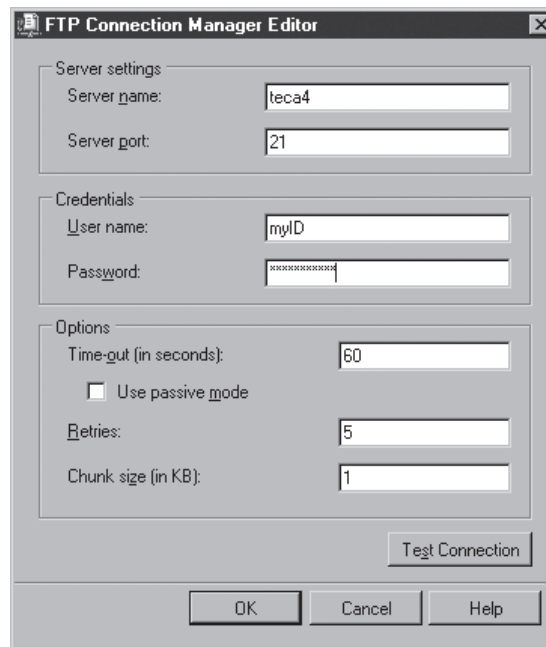 FTP Connection Manager Editor
Server settings
Server name: teca4
Server port: 21
Credentials
User name: myID
Password: ***********
Options
Time-out (in seconds): 60
Use passive mode
Retries: 5
Chunk size (in KB): 1
Test Connection
OK Cancel Help